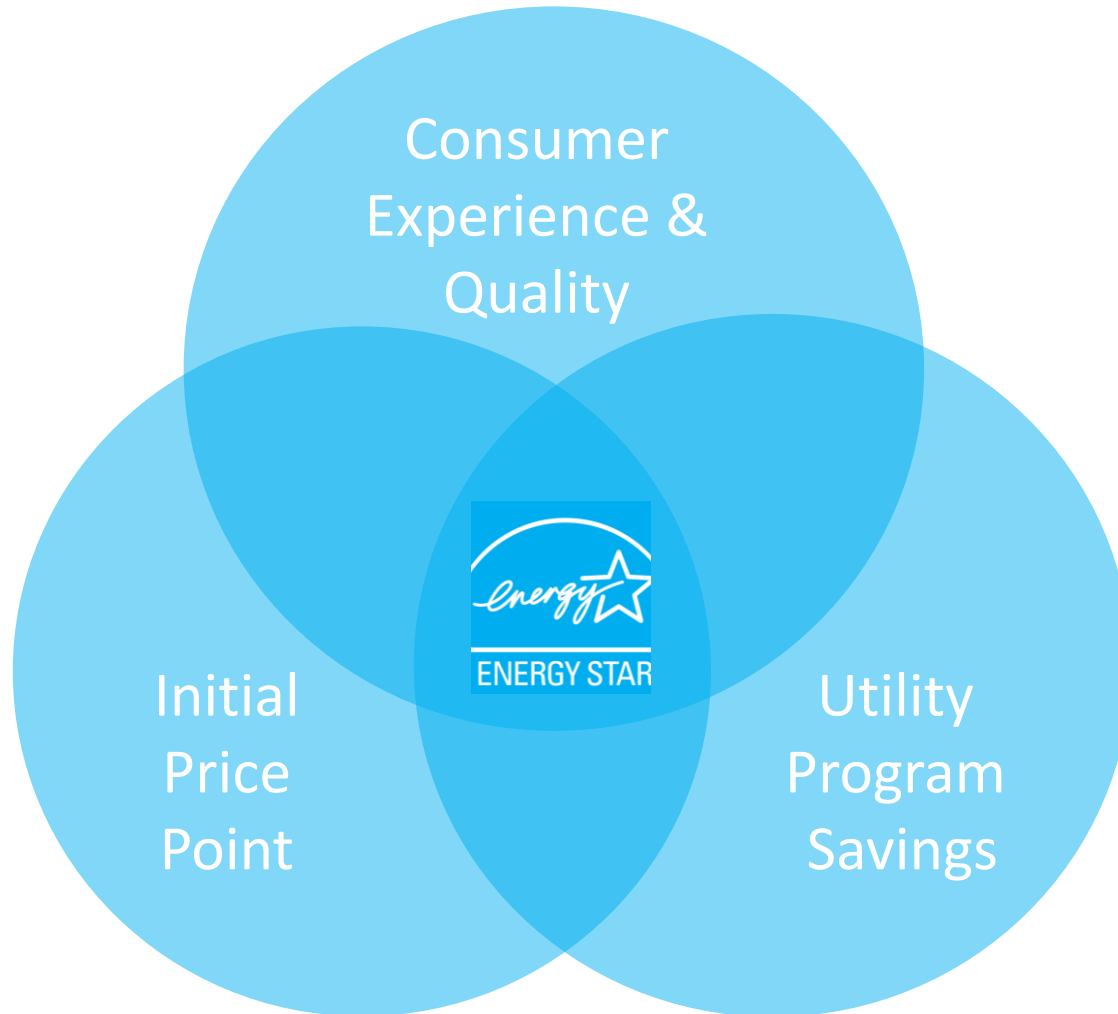 Consumer
Experience &
Quality
energy
ENERGY STAR
Initial
Price
Point
Utility
Program
Savings